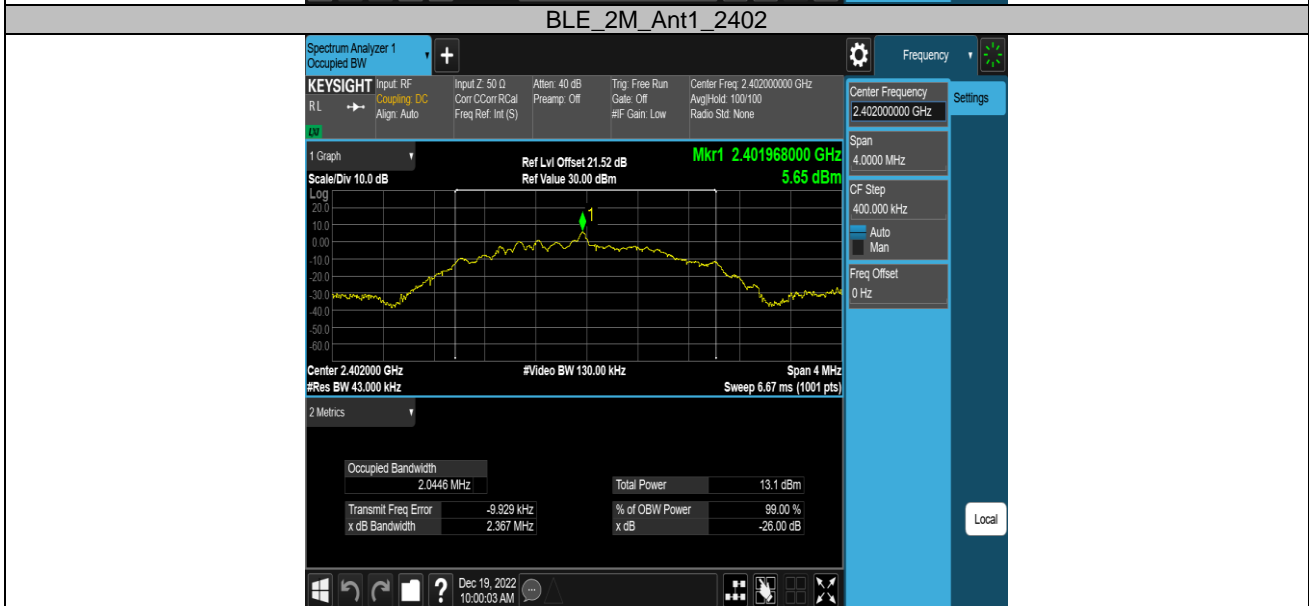 BLE_2M_Ant1_2402
Spectrum Analyzer 1
Occupied BW
+
Frequency
KEYSIGHT
RL
LXI
Input: RF
Coupling: DC
Align: Auto
Input Z: 50 Ω
Corr CCorr RCal
Freq Ref: Int (S)
Atten: 40 dB
Preamp: Off
Trig: Free Run
Gate: Off
#IF Gain: Low
Center Freq: 2.402000000 GHz
Avg|Hold: 100/100
Radio Std: None
Center Frequency
2.402000000 GHz
Settings
Span
4.0000 MHz
CF Step
400.000 kHz
Auto
Man
Freq Offset
0 Hz
1 Graph
Scale/Div 10.0 dB
Ref Lvl Offset 21.52 dB
Ref Value 30.00 dBm
Mkr1 2.401968000 GHz
5.65 dBm
Log
20.0
10.0
0.00
-10.0
-20.0
-30.0
-40.0
-50.0
-60.0
1
Center 2.402000 GHz
#Res BW 43.000 kHz
#Video BW 130.00 kHz
Span 4 MHz
Sweep 6.67 ms (1001 pts)
2 Metrics
Occupied Bandwidth
2.0446 MHz
Total Power 13.1 dBm
Transmit Freq Error -9.929 kHz
% of OBW Power 99.00 %
x dB Bandwidth 2.367 MHz
x dB -26.00 dB
Local
?
Dec 19, 2022
10:00:03 AM